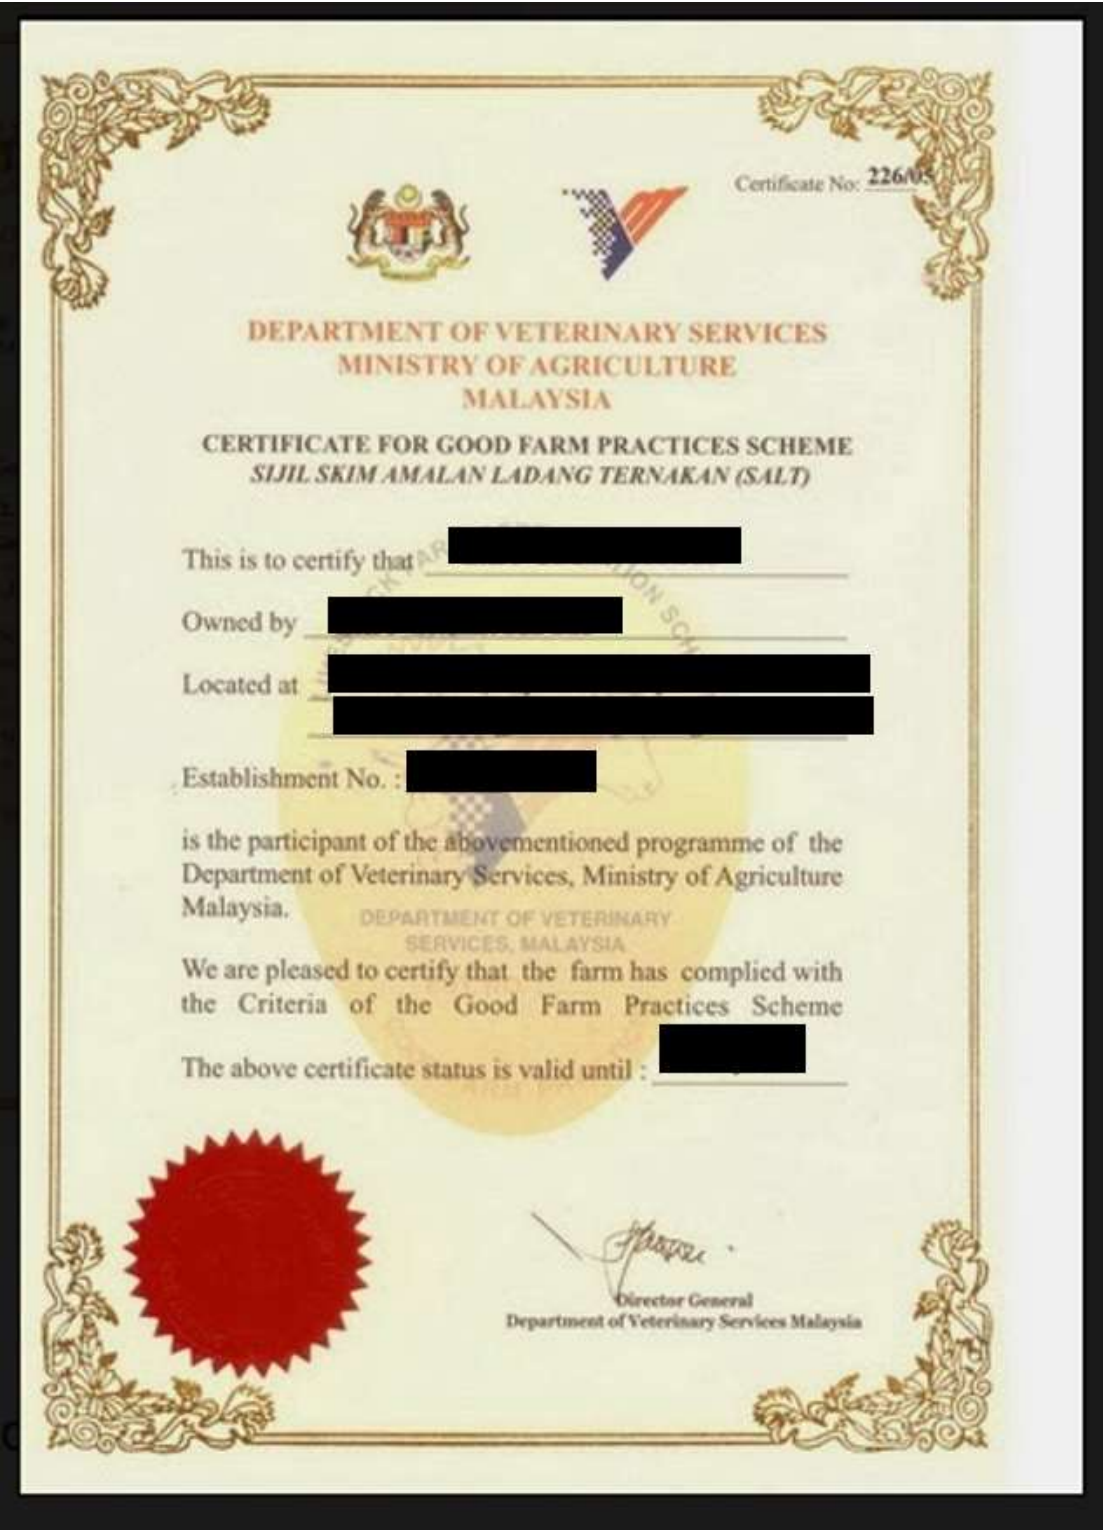 Certificate No: 226/05
DEPARTMENT OF VETERINARY SERVICES
MINISTRY OF AGRICULTURE
MALAYSIA
CERTIFICATE FOR GOOD FARM PRACTICES SCHEME
SIJIL SKIM AMALAN LADANG TERNAKAN (SALT)
This is to certify that
Owned by
Located at
Establishment No. :
is the participant of the abovementioned programme of the
Department of Veterinary Services, Ministry of Agriculture
Malaysia.
DEPARTMENT OF VETERINARY
SERVICES, MALAYSIA
We are pleased to certify that the farm has complied with
the Criteria of the Good Farm Practices Scheme
The above certificate status is valid until :
Director General
Department of Veterinary Services Malaysia